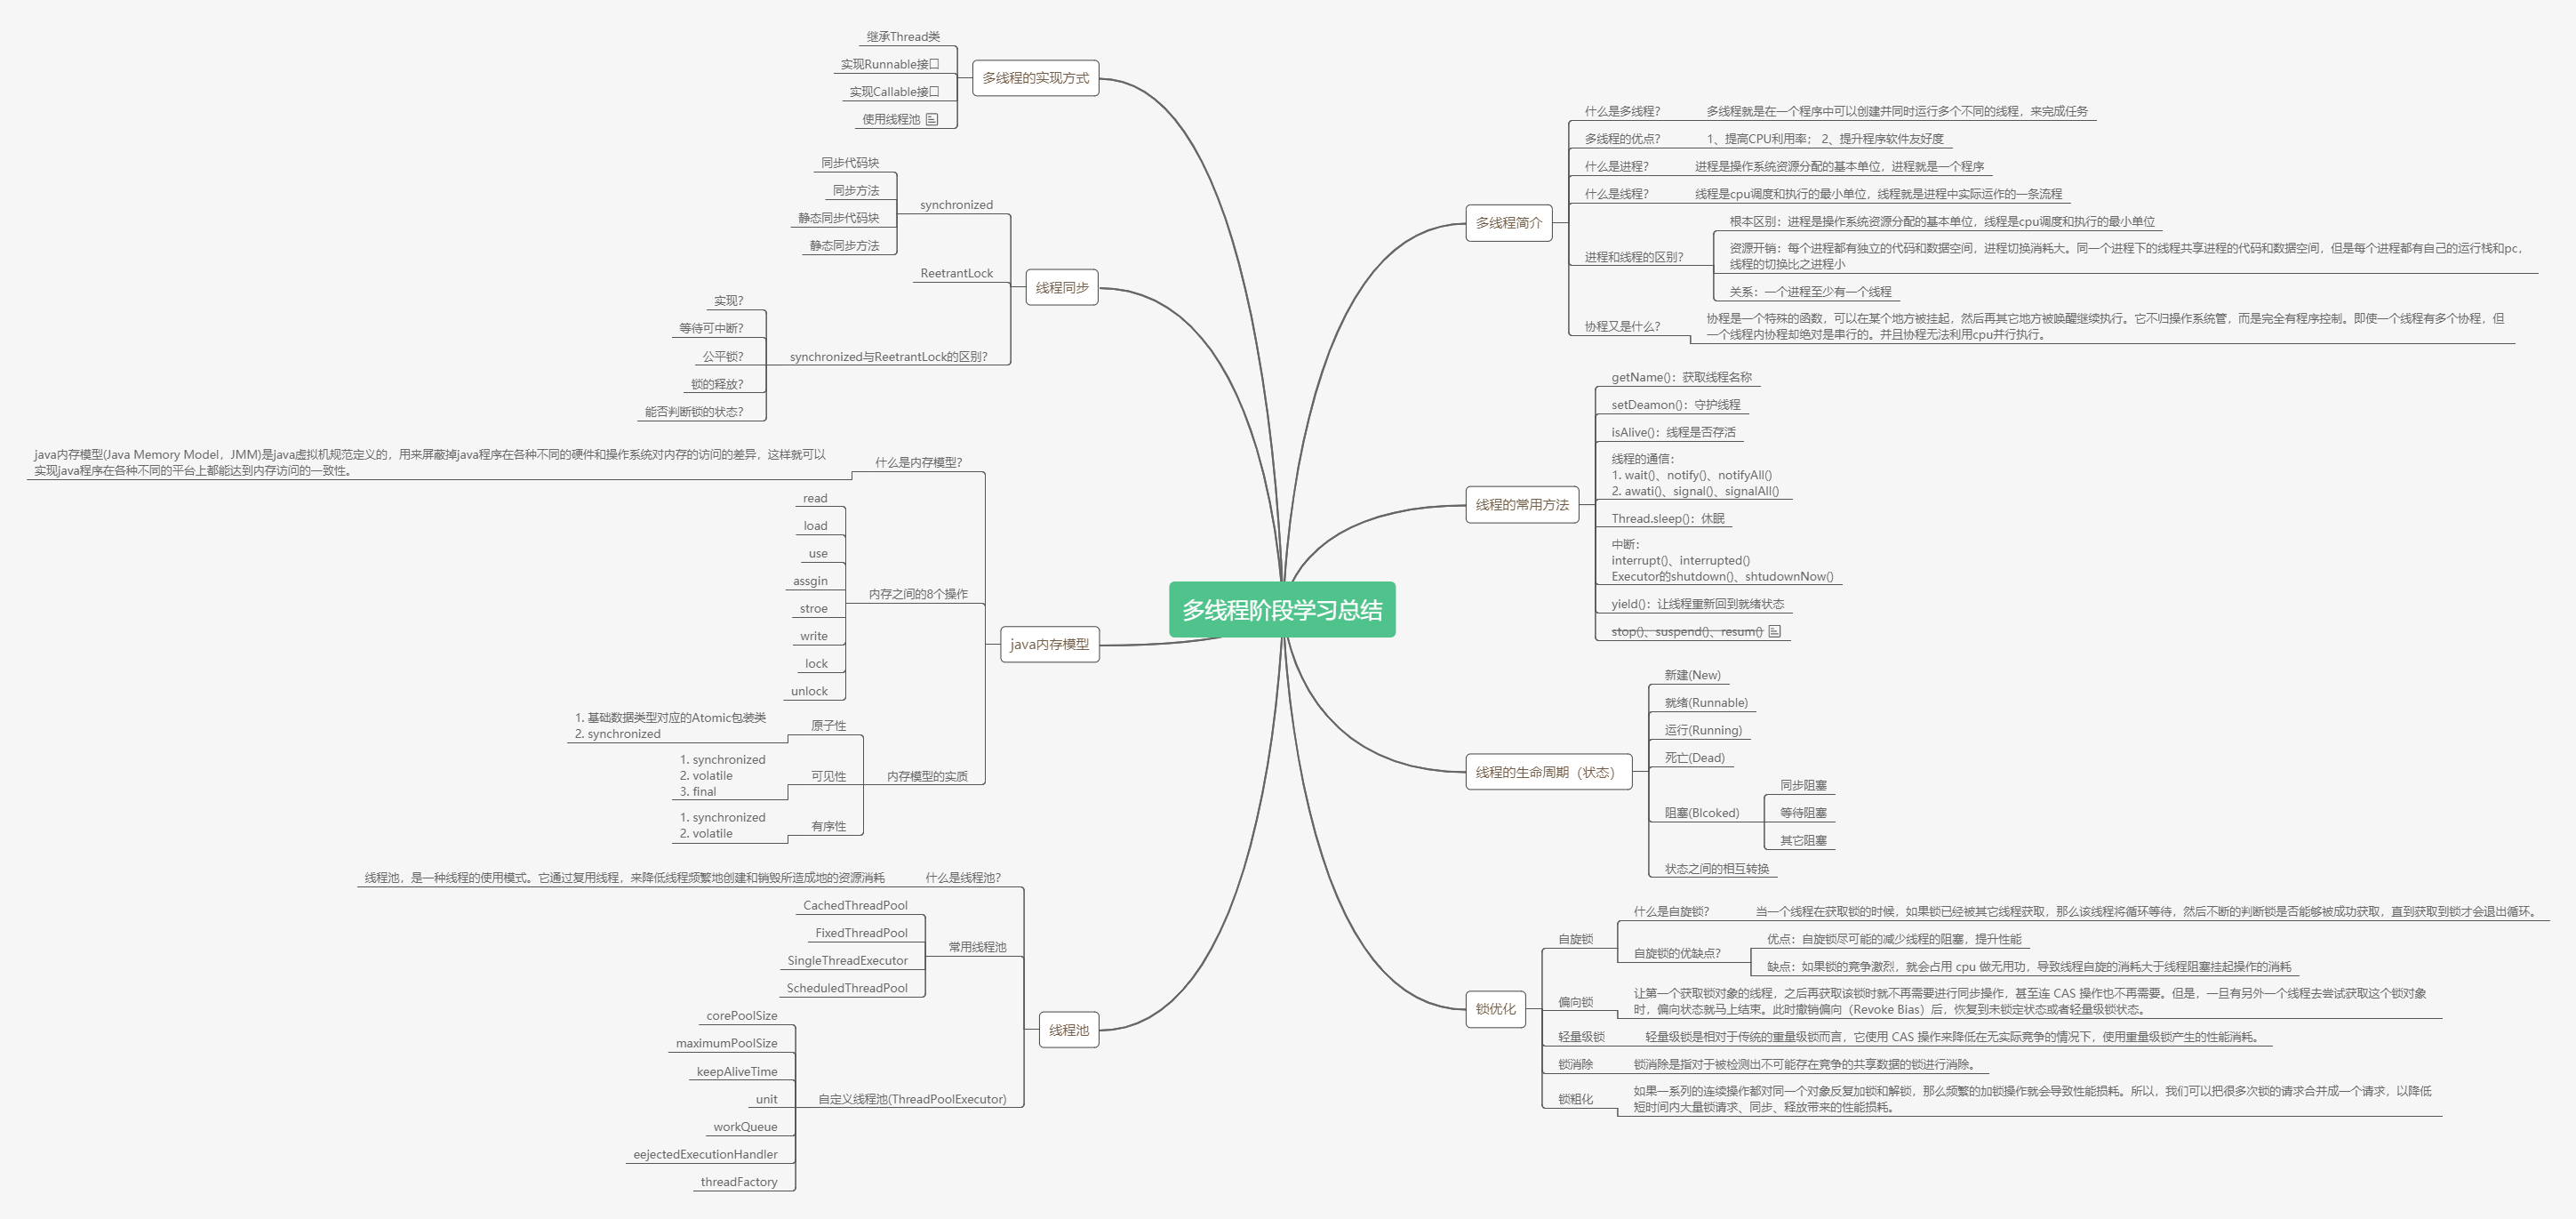 多线程阶段学习总结
多线程的实现方式
继承Thread类
实现Runnable接口
实现Callable接口
使用线程池
线程同步
synchronized
同步代码块
同步方法
静态同步代码块
静态同步方法
ReetrantLock
synchronized与ReetrantLock的区别?
实现?
等待可中断?
公平锁?
锁的释放?
能否判断锁的状态?
java内存模型
什么是内存模型?
java内存模型(Java Memory Model，JMM)是java虚拟机规范定义的，用来屏蔽掉java程序在各种不同的硬件和操作系统对内存的访问的差异，这样就可以
实现java程序在各种不同的平台上都能达到内存访问的一致性。
内存之间的8个操作
read
load
use
assgin
stroe
write
lock
unlock
内存模型的实质
原子性
1. 基础数据类型对应的Atomic包装类
2. synchronized
可见性
1. synchronized
2. volatile
3. final
有序性
1. synchronized
2. volatile
线程池
什么是线程池?
线程池，是一种线程的使用模式。它通过复用线程，来降低线程频繁地创建和销毁所造成地的资源消耗
常用线程池
CachedThreadPool
FixedThreadPool
SingleThreadExecutor
ScheduledThreadPool
自定义线程池(ThreadPoolExecutor)
corePoolSize
maximumPoolSize
keepAliveTime
unit
workQueue
eejectedExecutionHandler
threadFactory
多线程简介
什么是多线程?
多线程就是在一个程序中可以创建并同时运行多个不同的线程，来完成任务
多线程的优点?
1、提高CPU利用率； 2、提升程序软件友好度
什么是进程?
进程是操作系统资源分配的基本单位，进程就是一个程序
什么是线程?
线程是cpu调度和执行的最小单位，线程就是进程中实际运作的一条流程
进程和线程的区别?
根本区别：进程是操作系统资源分配的基本单位，线程是cpu调度和执行的最小单位
资源开销：每个进程都有独立的代码和数据空间，进程切换消耗大。同一个进程下的线程共享进程的代码和数据空间，但是每个进程都有自己的运行栈和pc，
线程的切换比之进程小
关系：一个进程至少有一个线程
协程又是什么?
协程是一个特殊的函数，可以在某个地方被挂起，然后再其它地方被唤醒继续执行。它不归操作系统管，而是完全有程序控制。即使一个线程有多个协程，但
一个线程内协程却绝对是串行的。并且协程无法利用cpu并行执行。
线程的常用方法
getName()：获取线程名称
setDeamon()：守护线程
isAlive()：线程是否存活
线程的通信：
1. wait()、notify()、notifyAll()
2. awati()、signal()、signalAll()
Thread.sleep()：休眠
中断：
interrupt()、interrupted()
Executor的shutdown()、shtudownNow()
yield()：让线程重新回到就绪状态
stop()、suspend()、resum()
线程的生命周期（状态）
新建(New)
就绪(Runnable)
运行(Running)
死亡(Dead)
阻塞(Blcoked)
同步阻塞
等待阻塞
其它阻塞
状态之间的相互转换
锁优化
自旋锁
什么是自旋锁?
当一个线程在获取锁的时候，如果锁已经被其它线程获取，那么该线程将循环等待，然后不断的判断锁是否能够被成功获取，直到获取到锁才会退出循环。
自旋锁的优缺点?
优点：自旋锁尽可能的减少线程的阻塞，提升性能
缺点：如果锁的竞争激烈，就会占用 cpu 做无用功，导致线程自旋的消耗大于线程阻塞挂起操作的消耗
偏向锁
让第一个获取锁对象的线程，之后再获取该锁时就不再需要进行同步操作，甚至连 CAS 操作也不再需要。但是，一旦有另外一个线程去尝试获取这个锁对象
时，偏向状态就马上结束。此时撤销偏向（Revoke Bias）后，恢复到未锁定状态或者轻量级锁状态。
轻量级锁
轻量级锁是相对于传统的重量级锁而言，它使用 CAS 操作来降低在无实际竞争的情况下，使用重量级锁产生的性能消耗。
锁消除
锁消除是指对于被检测出不可能存在竞争的共享数据的锁进行消除。
锁粗化
如果一系列的连续操作都对同一个对象反复加锁和解锁，那么频繁的加锁操作就会导致性能损耗。所以，我们可以把很多次锁的请求合并成一个请求，以降低
短时间内大量锁请求、同步、释放带来的性能损耗。